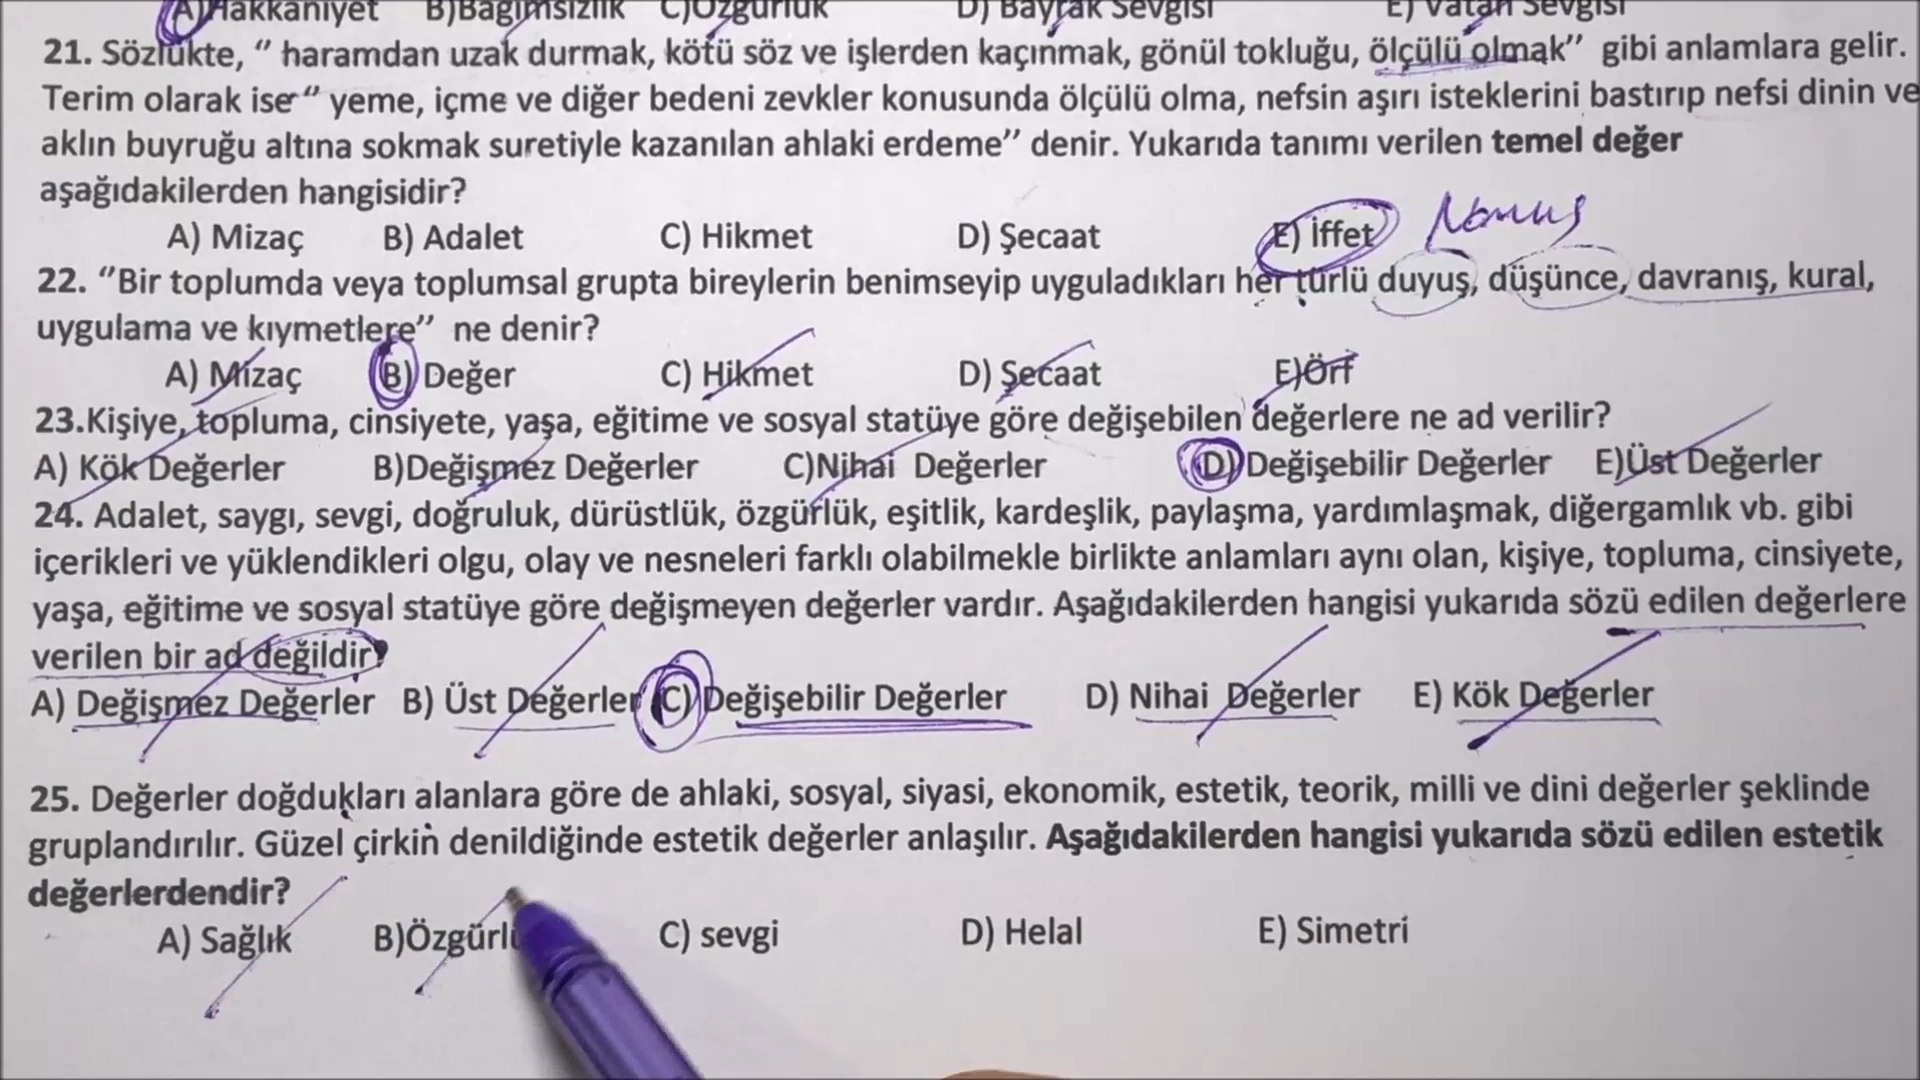 A)Hakkaniyet B)Bağımsızlık C)Özgürlük D) Bayrak Sevgisi E) Vatan Sevgisi
21. Sözlükte, ‘’ haramdan uzak durmak, kötü söz ve işlerden kaçınmak, gönül tokluğu, ölçülü olmak’’ gibi anlamlara gelir.
Terim olarak ise ‘’ yeme, içme ve diğer bedeni zevkler konusunda ölçülü olma, nefsin aşırı isteklerini bastırıp nefsi dinin ve
aklın buyruğu altına sokmak suretiyle kazanılan ahlaki erdeme’’ denir. Yukarıda tanımı verilen temel değer
aşağıdakilerden hangisidir?
A) Mizaç B) Adalet C) Hikmet D) Şecaat E) İffet Namus
22. ‘’Bir toplumda veya toplumsal grupta bireylerin benimseyip uyguladıkları her türlü duyuş, düşünce, davranış, kural,
uygulama ve kıymetlere’’ ne denir?
A) Mizaç B) Değer C) Hikmet D) Şecaat E)Örf
23.Kişiye, topluma, cinsiyete, yaşa, eğitime ve sosyal statüye göre değişebilen değerlere ne ad verilir?
A) Kök Değerler B)Değişmez Değerler C)Nihai Değerler D) Değişebilir Değerler E)Üst Değerler
24. Adalet, saygı, sevgi, doğruluk, dürüstlük, özgürlük, eşitlik, kardeşlik, paylaşma, yardımlaşmak, diğergamlık vb. gibi
içerikleri ve yüklendikleri olgu, olay ve nesneleri farklı olabilmekle birlikte anlamları aynı olan, kişiye, topluma, cinsiyete,
yaşa, eğitime ve sosyal statüye göre değişmeyen değerler vardır. Aşağıdakilerden hangisi yukarıda sözü edilen değerlere
verilen bir ad değildir?
A) Değişmez Değerler B) Üst Değerler C) Değişebilir Değerler D) Nihai Değerler E) Kök Değerler
25. Değerler doğdukları alanlara göre de ahlaki, sosyal, siyasi, ekonomik, estetik, teorik, milli ve dini değerler şeklinde
gruplandırılır. Güzel çirkin denildiğinde estetik değerler anlaşılır. Aşağıdakilerden hangisi yukarıda sözü edilen estetik
değerlerdendir?
A) Sağlık B)Özgürlü C) sevgi D) Helal E) Simetri